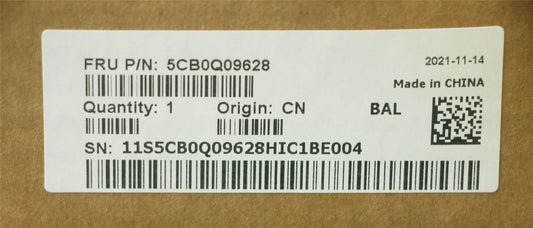 FRU P/N: 5CB0Q09628
2021-11-14
Made in CHINA
Quantity: 1 Origin: CN BAL
SN: 11S5CB0Q09628HIC1BE004